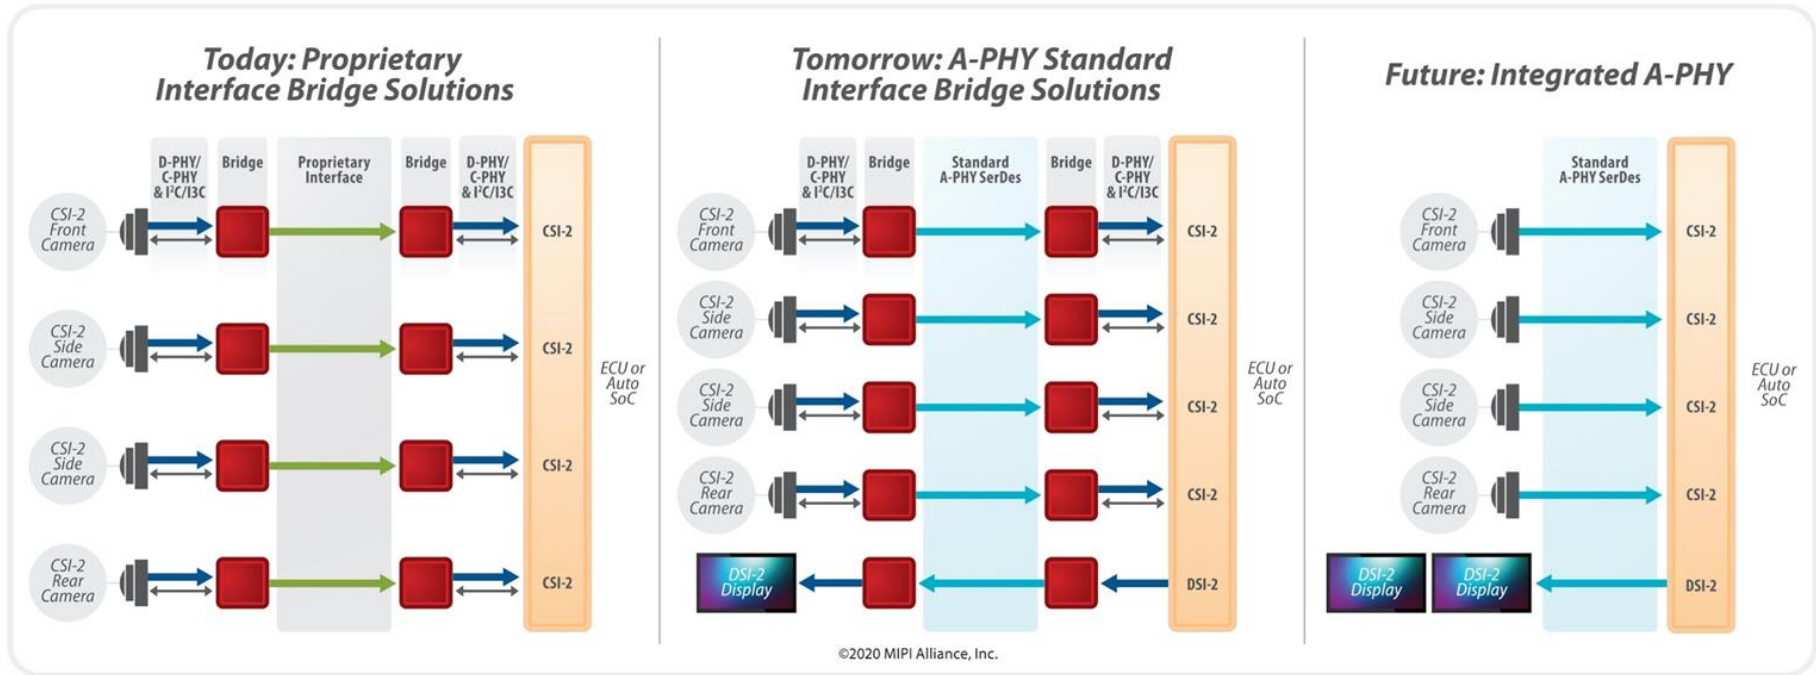 Today: Proprietary
Interface Bridge Solutions
D-PHY/
C-PHY
& I²C/I3C
Bridge
Proprietary
Interface
Bridge
D-PHY/
C-PHY
& I²C/I3C
CSI-2
Front
Camera
CSI-2
CSI-2
Side
Camera
CSI-2
CSI-2
Side
Camera
CSI-2
CSI-2
Rear
Camera
CSI-2
ECU or
Auto
SoC
Tomorrow: A-PHY Standard
Interface Bridge Solutions
D-PHY/
C-PHY
& I²C/I3C
Bridge
Standard
A-PHY SerDes
Bridge
D-PHY/
C-PHY
& I²C/I3C
CSI-2
Front
Camera
CSI-2
CSI-2
Side
Camera
CSI-2
CSI-2
Side
Camera
CSI-2
CSI-2
Rear
Camera
CSI-2
DSI-2
Display
DSI-2
ECU or
Auto
SoC
Future: Integrated A-PHY
Standard
A-PHY SerDes
CSI-2
Front
Camera
CSI-2
CSI-2
Side
Camera
CSI-2
CSI-2
Side
Camera
CSI-2
CSI-2
Rear
Camera
CSI-2
DSI-2
Display
DSI-2
Display
DSI-2
ECU or
Auto
SoC
©2020 MIPI Alliance, Inc.